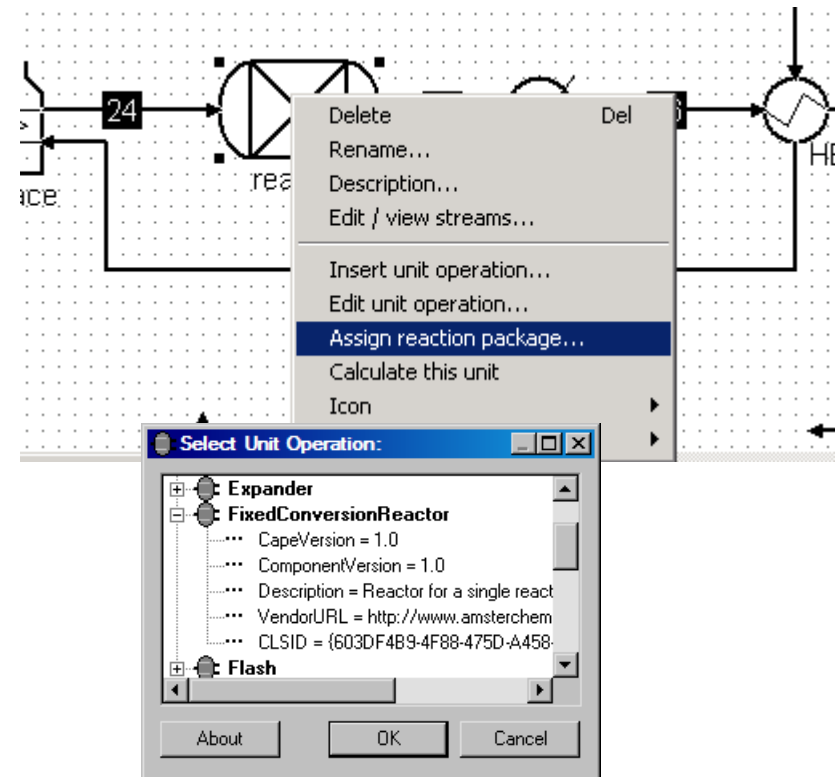 24
Delete Del
Rename...
Description...
Edit / view streams...
Insert unit operation...
Edit unit operation...
Assign reaction package...
Calculate this unit
Icon
Select Unit Operation:
Expander
FixedConversionReactor
CapeVersion = 1.0
ComponentVersion = 1.0
Description = Reactor for a single react
VendorURL = http://www.amsterchem
CLSID = {603DF4B9-4F88-475D-A458-
Flash
About OK Cancel